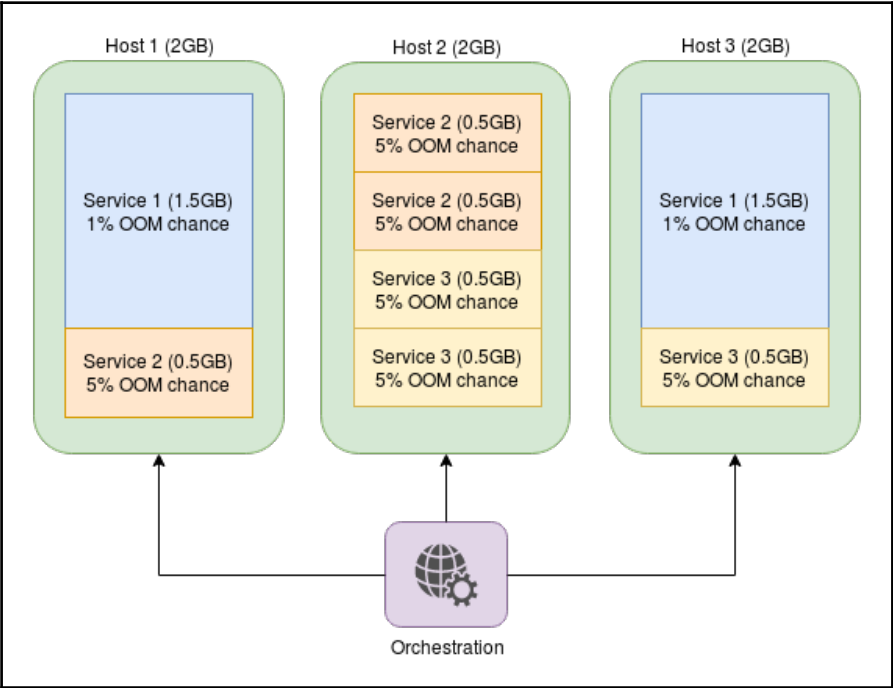 Host 1 (2GB)
Service 1 (1.5GB)
1% OOM chance
Service 2 (0.5GB)
5% OOM chance
Host 2 (2GB)
Service 2 (0.5GB)
5% OOM chance
Service 2 (0.5GB)
5% OOM chance
Service 3 (0.5GB)
5% OOM chance
Service 3 (0.5GB)
5% OOM chance
Host 3 (2GB)
Service 1 (1.5GB)
1% OOM chance
Service 3 (0.5GB)
5% OOM chance
Orchestration